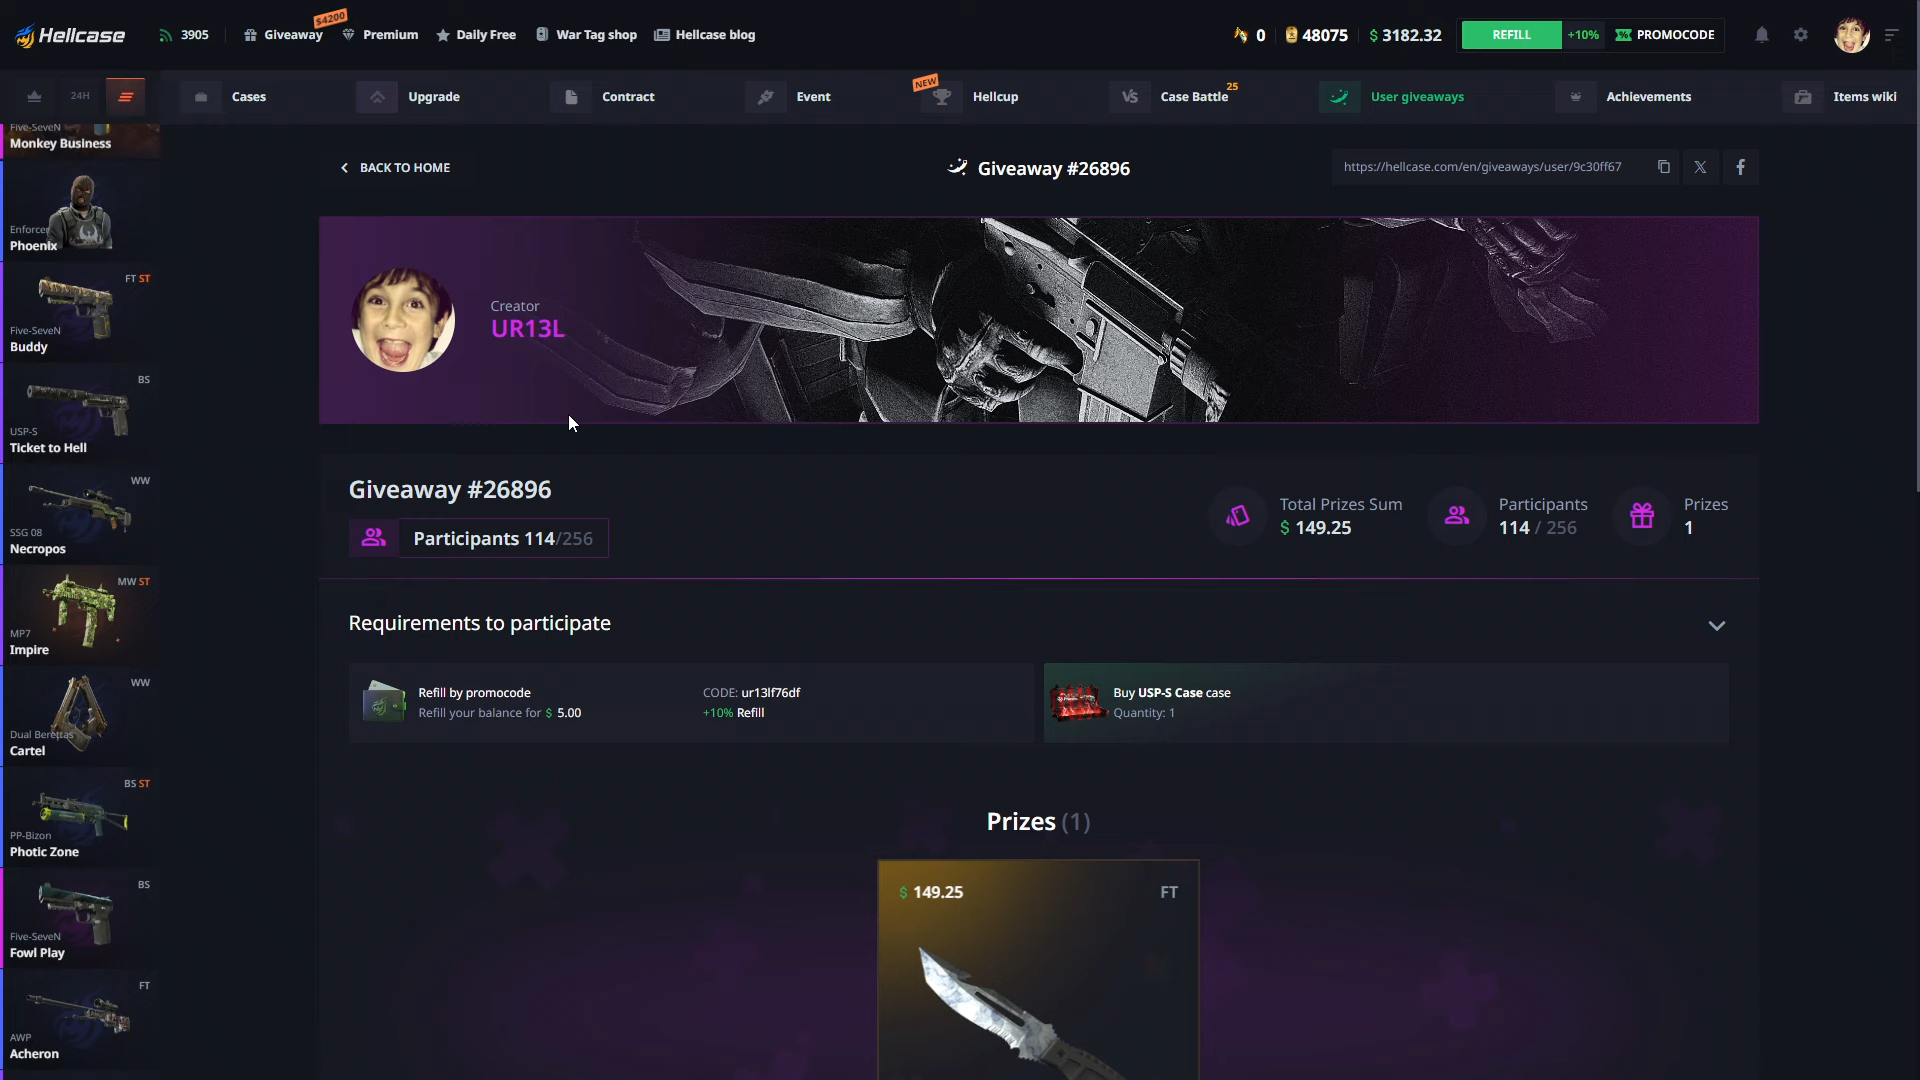 Hellcase
3905
Giveaway
$4200
Premium
Daily Free
War Tag shop
Hellcase blog
0
48075
$ 3182.32
REFILL
+10%
PROMOCODE
24H
Cases
Upgrade
Contract
Event
NEW
Hellcup
VS
Case Battle
25
User giveaways
Achievements
Items wiki
Five-SeveN
Monkey Business
Enforcer
Phoenix
FT ST
Five-SeveN
Buddy
BS
USP-S
Ticket to Hell
WW
SSG 08
Necropos
MW ST
MP7
Impire
WW
Dual Berettas
Cartel
BS ST
PP-Bizon
Photic Zone
BS
Five-SeveN
Fowl Play
FT
AWP
Acheron
BACK TO HOME
Giveaway #26896
https://hellcase.com/en/giveaways/user/9c30ff67
Creator
UR13L
Giveaway #26896
Participants 114/256
Total Prizes Sum
$ 149.25
Participants
114 / 256
Prizes
1
Requirements to participate
Refill by promocode
Refill your balance for $ 5.00
CODE: ur13lf76df
+10% Refill
Buy USP-S Case case
Quantity: 1
Prizes (1)
$ 149.25
FT